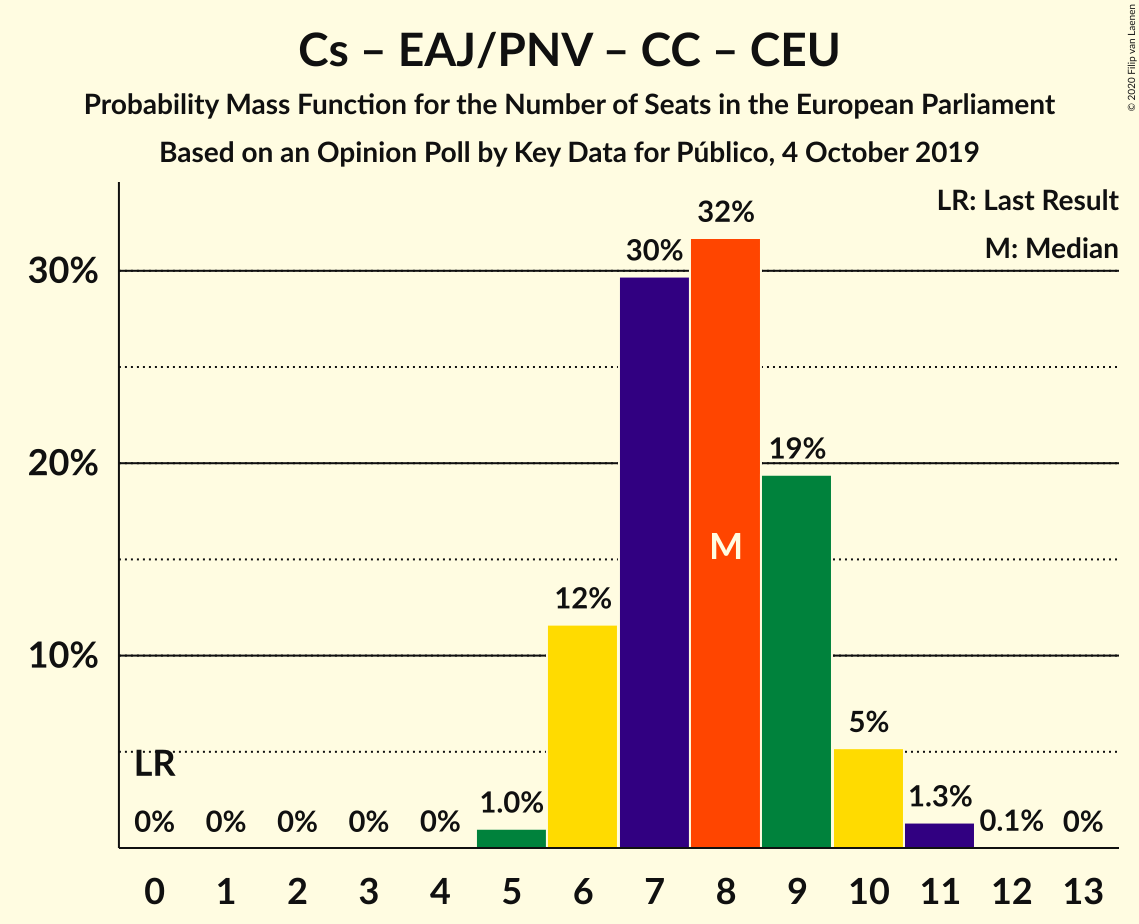 Cs – EAJ/PNV – CC – CEU
Probability Mass Function for the Number of Seats in the European Parliament
Based on an Opinion Poll by Key Data for Público, 4 October 2019
© 2020 Filip van Laenen
LR: Last Result
M: Median
30%
20%
10%
32%
30%
19%
M
12%
5%
LR
0% 0% 0% 0% 0% 1.0% 1.3% 0.1% 0%
0 1 2 3 4 5 6 7 8 9 10 11 12 13